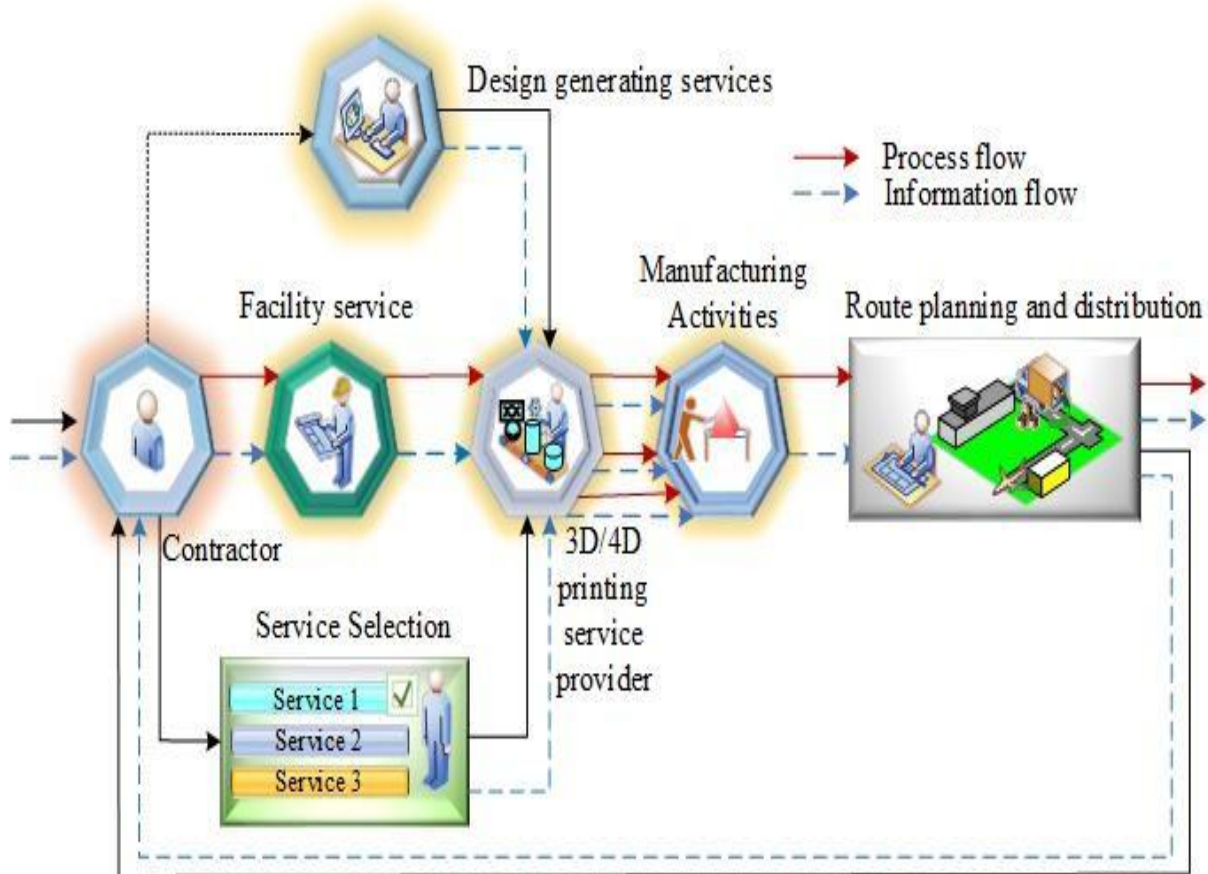 Design generating services
Process flow
Information flow
Manufacturing
Activities
Facility service
Route planning and distribution
Contractor
3D/4D
printing
service
provider
Service Selection
Service 1
Service 2
Service 3